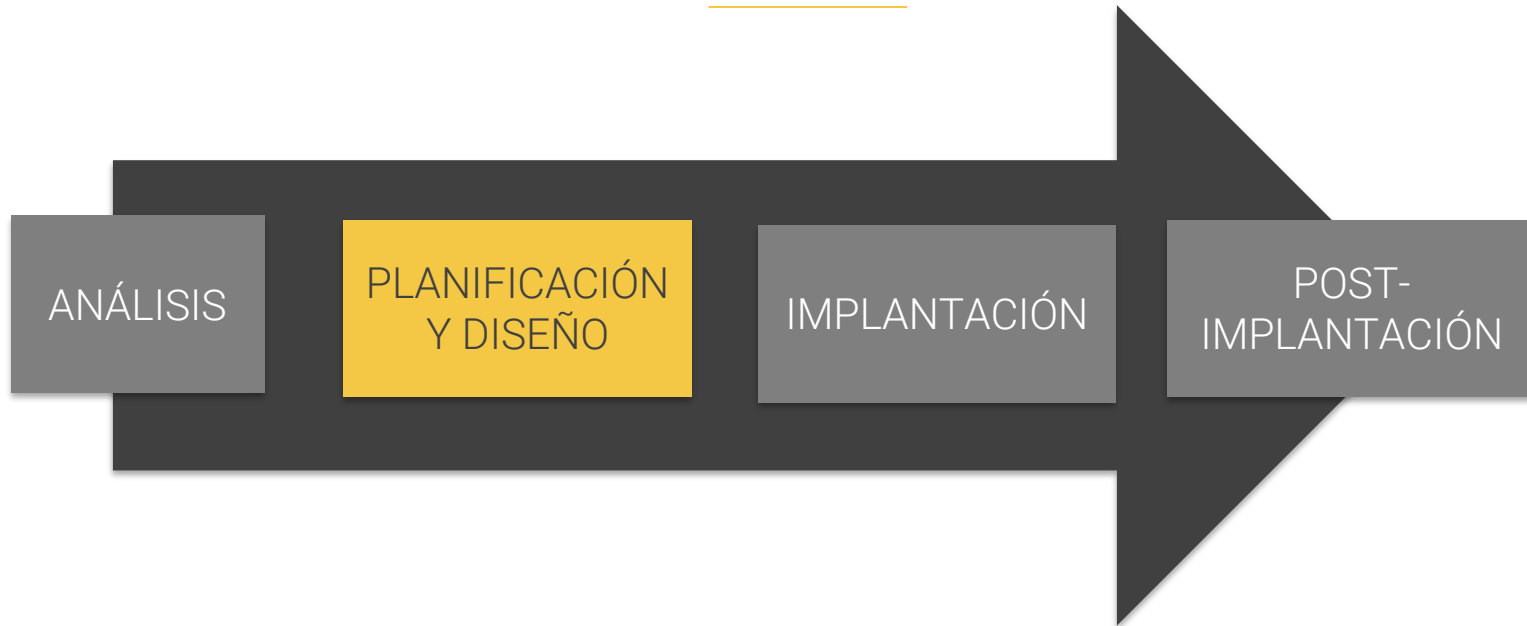 ANÁLISIS
PLANIFICACIÓN
Y DISEÑO
IMPLANTACIÓN
POST-
IMPLANTACIÓN